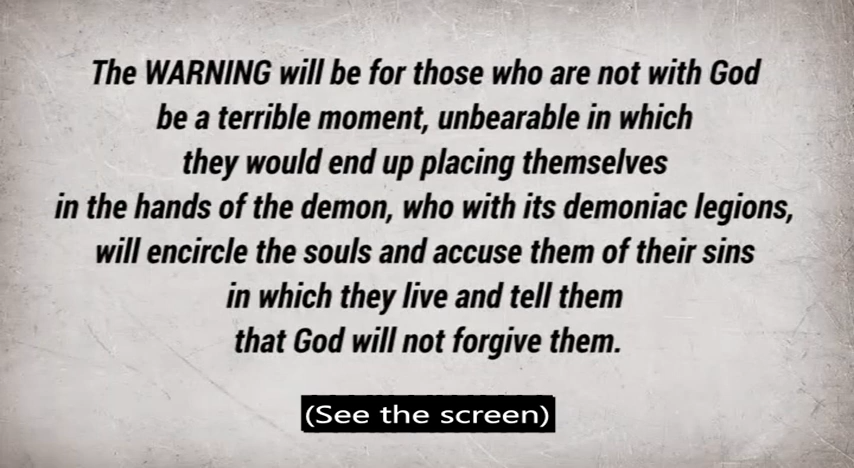 The WARNING will be for those who are not with God
be a terrible moment, unbearable in which
they would end up placing themselves
in the hands of the demon, who with its demoniac legions,
will encircle the souls and accuse them of their sins
in which they live and tell them
that God will not forgive them.
(See the screen)